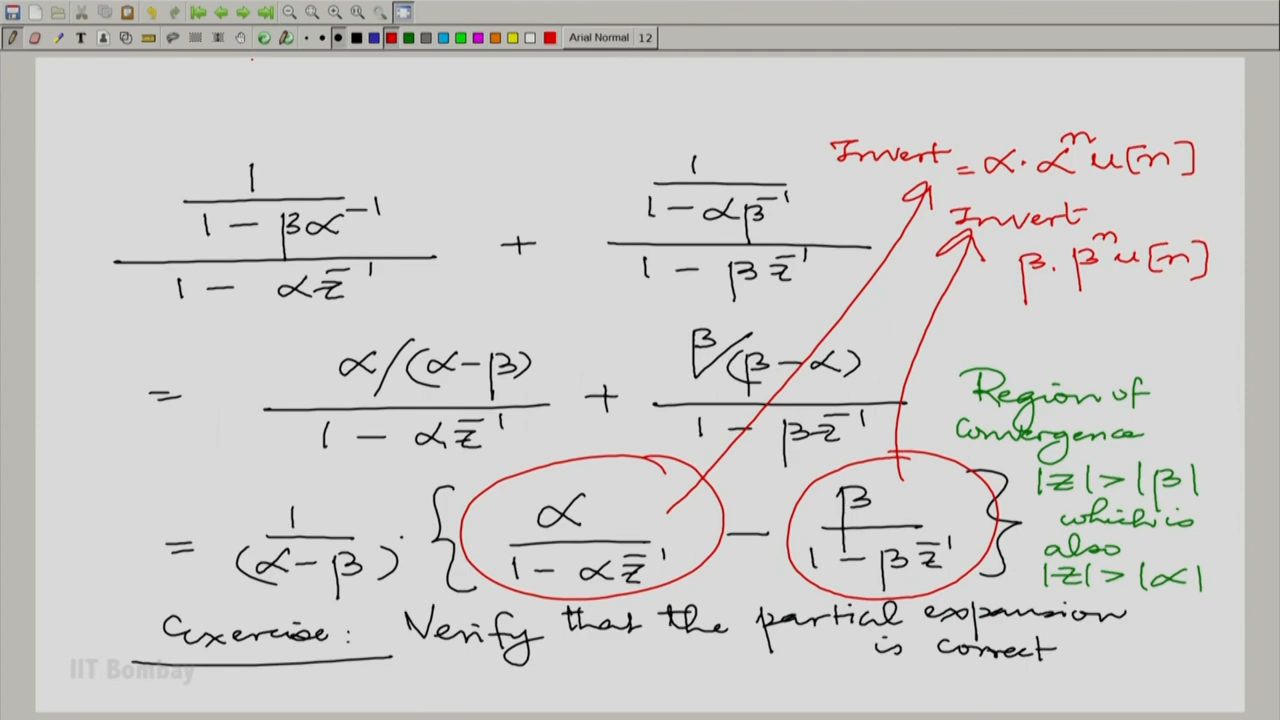 Arial Normal 12
Invert = α · αⁿ u[n]
Invert
β · βⁿ u[n]
1/(1 - βα⁻¹) / (1 - αz⁻¹) + 1/(1 - αβ⁻¹) / (1 - βz⁻¹)
= α/(α-β) / (1 - αz⁻¹) + β/(β-α) / (1 - βz⁻¹)
Region of
convergence
|z| > |β|
which is
also
|z| > |α|
= 1/(α-β) · { α/(1 - αz⁻¹) - β/(1 - βz⁻¹) }
Exercise: Verify that the partial expansion
is correct
IIT Bombay